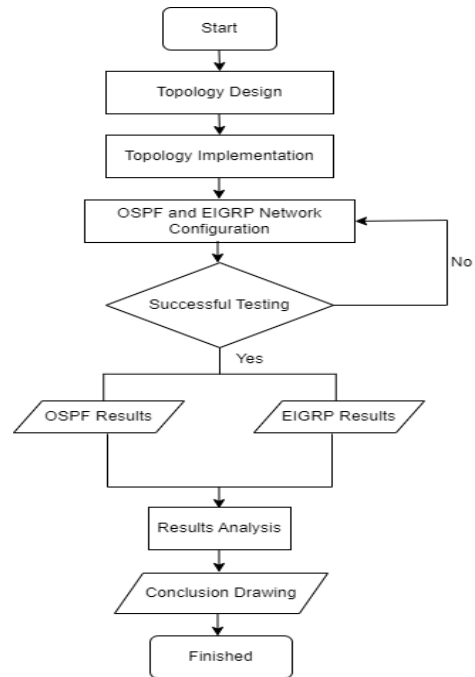 Start
Topology Design
Topology Implementation
OSPF and EIGRP Network
Configuration
No
Successful Testing
Yes
OSPF Results
EIGRP Results
Results Analysis
Conclusion Drawing
Finished